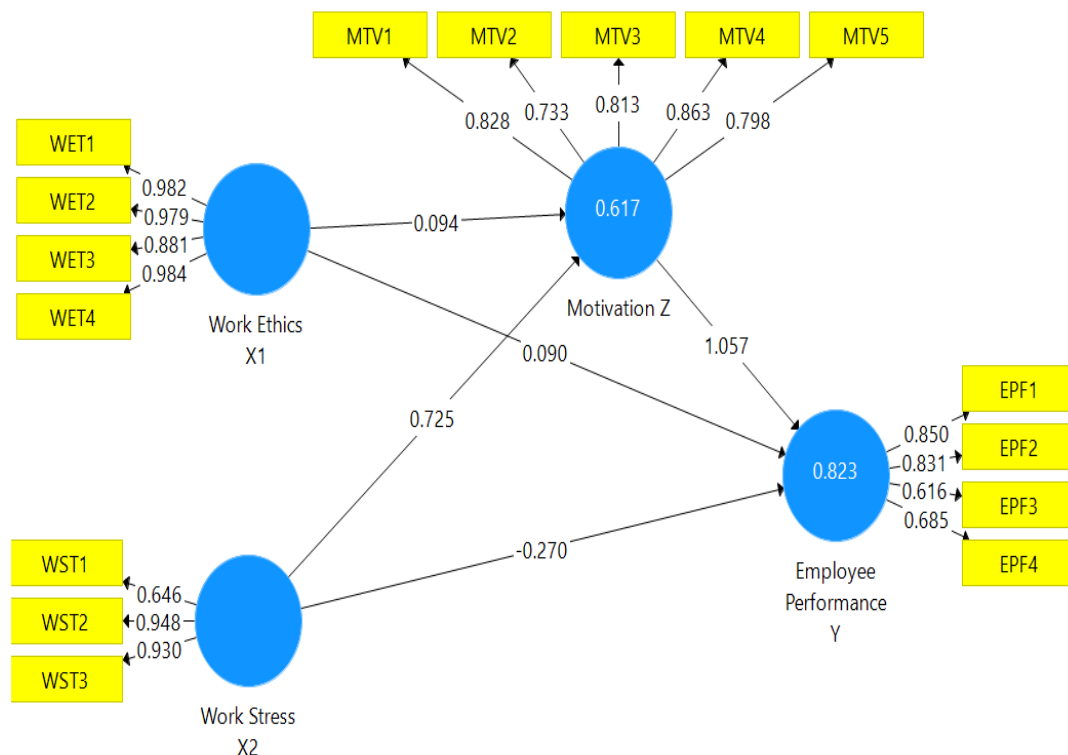 MTV1
MTV2
MTV3
MTV4
MTV5
0.828
0.733
0.813
0.863
0.798
WET1
WET2
WET3
WET4
0.982
0.979
0.881
0.984
Work Ethics
X1
0.094
0.617
Motivation Z
0.090
1.057
0.725
-0.270
WST1
WST2
WST3
0.646
0.948
0.930
Work Stress
X2
0.823
Employee
Performance
Y
0.850
0.831
0.616
0.685
EPF1
EPF2
EPF3
EPF4